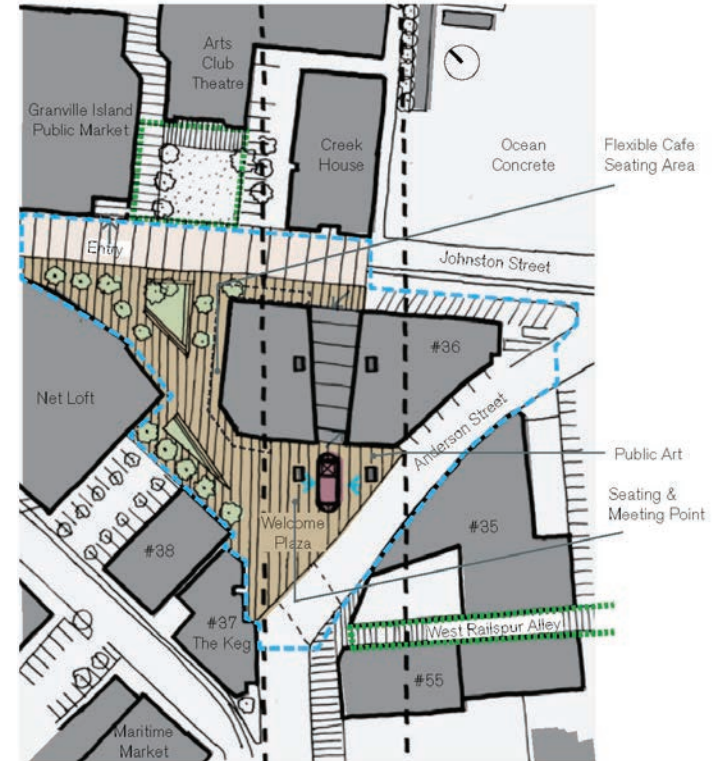 Arts
Club
Theatre
Granville Island
Public Market
Creek
House
Ocean
Concrete
Flexible Cafe
Seating Area
Entry
Johnston Street
#36
Net Loft
Anderson Street
Public Art
Seating &
Meeting Point
Welcome
Plaza
#35
#38
#37
The Keg
West Railspur Alley
#55
Maritime
Market